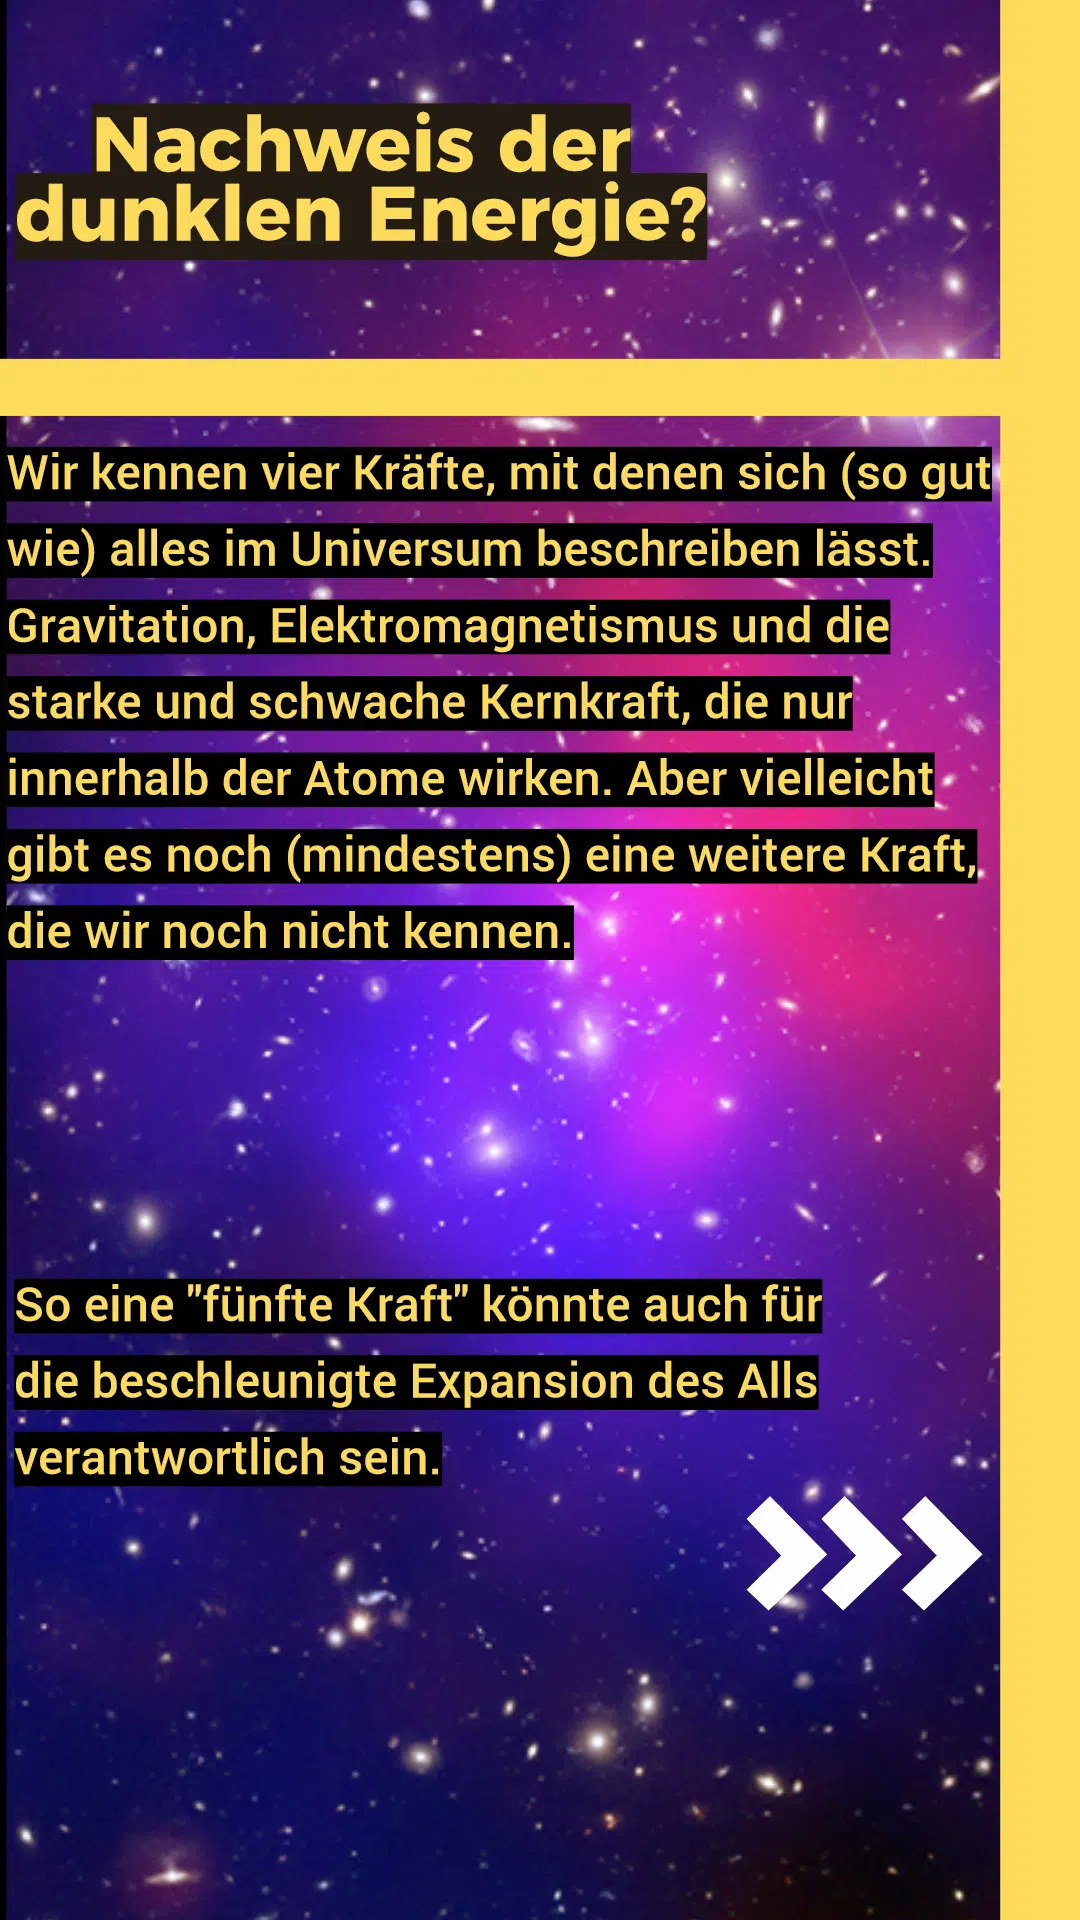 Nachweis der
dunklen Energie?
Wir kennen vier Kräfte, mit denen sich (so gut
wie) alles im Universum beschreiben lässt.
Gravitation, Elektromagnetismus und die
starke und schwache Kernkraft, die nur
innerhalb der Atome wirken. Aber vielleicht
gibt es noch (mindestens) eine weitere Kraft,
die wir noch nicht kennen.
So eine "fünfte Kraft" könnte auch für
die beschleunigte Expansion des Alls
verantwortlich sein.